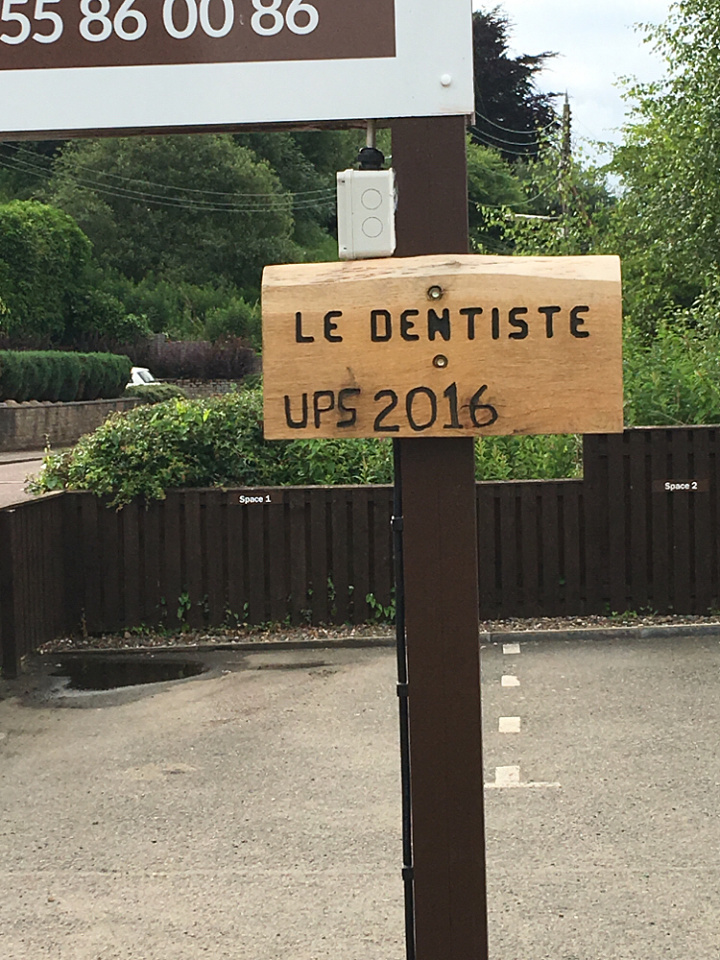 55 86 00 86
LE DENTISTE
UPS 2016
Space 1
Space 2